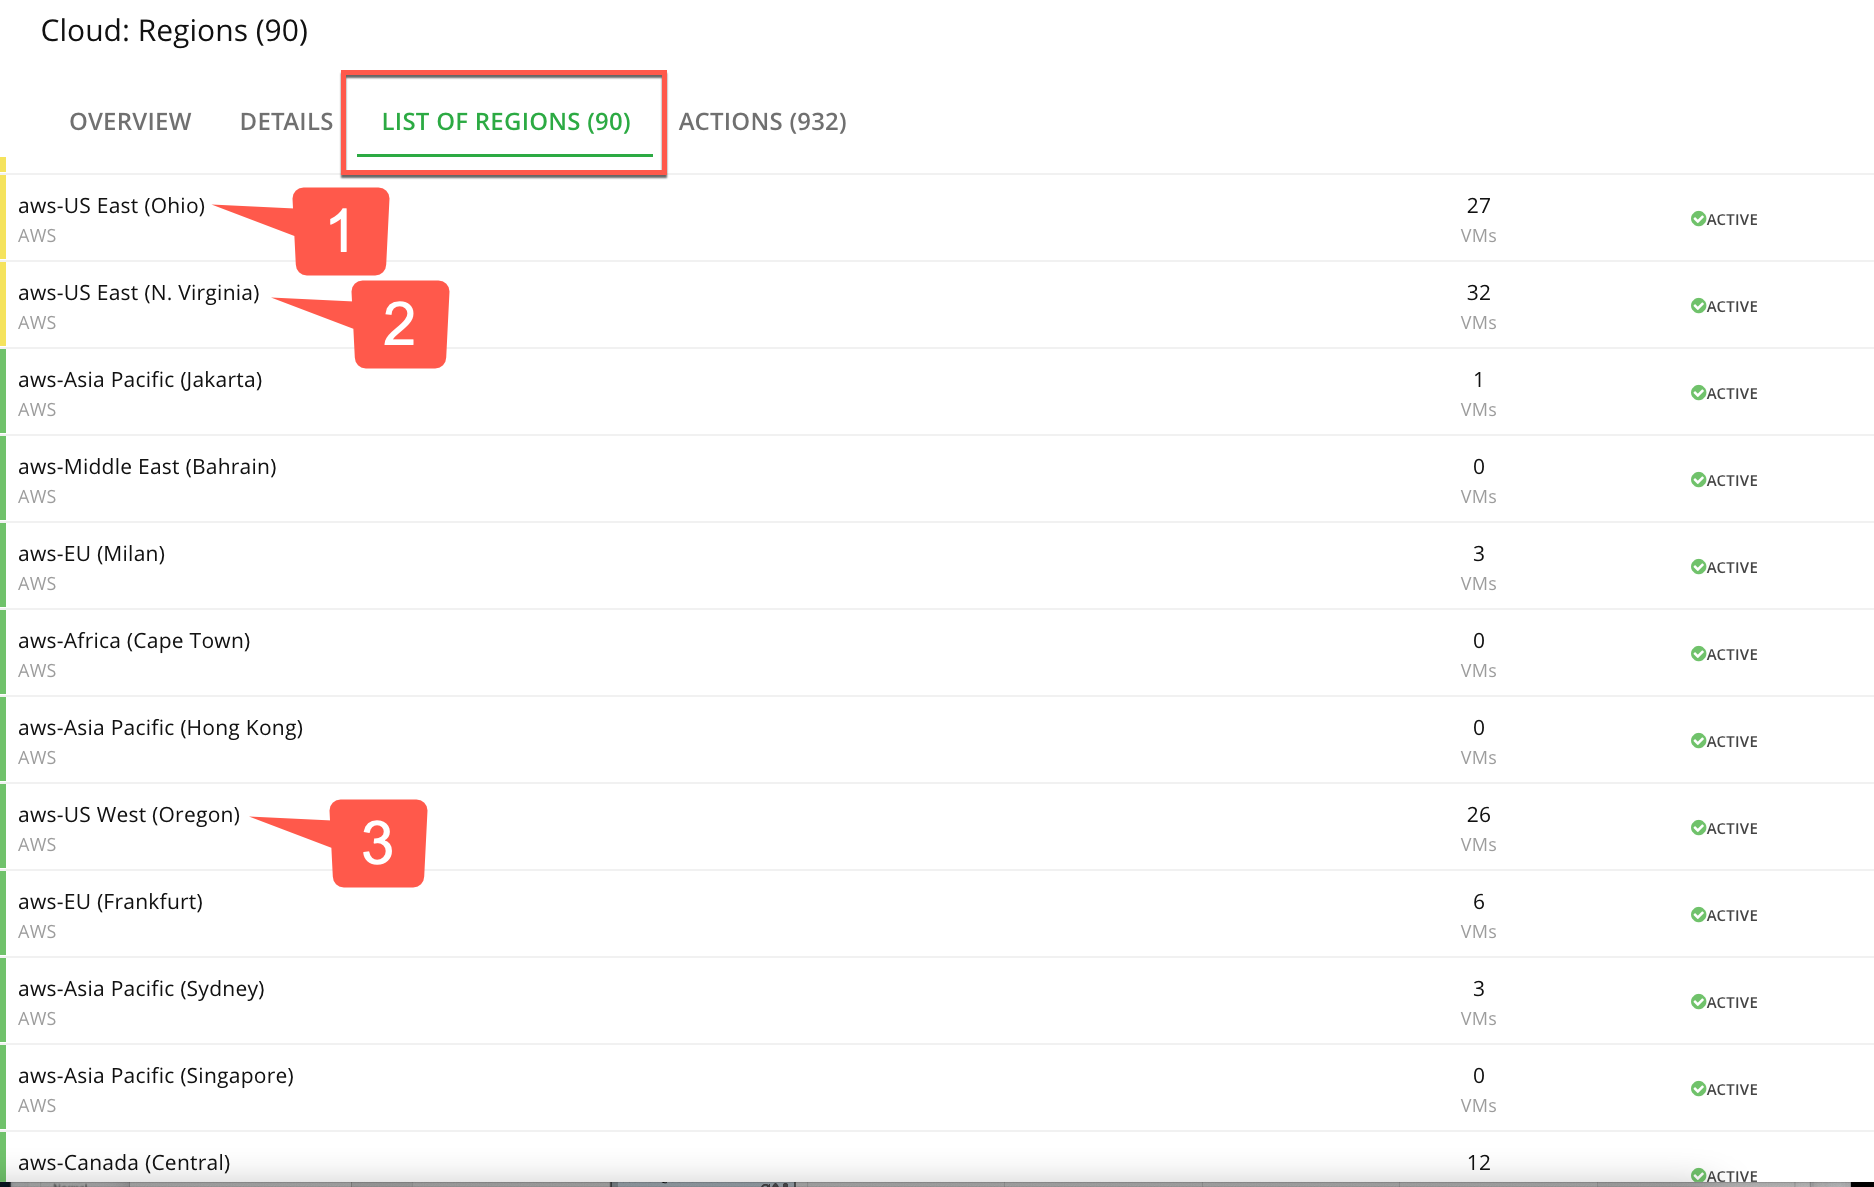 Cloud: Regions (90)
OVERVIEW DETAILS LIST OF REGIONS (90) ACTIONS (932)
aws-US East (Ohio) 1 27 ACTIVE
AWS VMs
aws-US East (N. Virginia) 2 32 ACTIVE
AWS VMs
aws-Asia Pacific (Jakarta) 1 ACTIVE
AWS VMs
aws-Middle East (Bahrain) 0 ACTIVE
AWS VMs
aws-EU (Milan) 3 ACTIVE
AWS VMs
aws-Africa (Cape Town) 0 ACTIVE
AWS VMs
aws-Asia Pacific (Hong Kong) 0 ACTIVE
AWS VMs
aws-US West (Oregon) 3 26 ACTIVE
AWS VMs
aws-EU (Frankfurt) 6 ACTIVE
AWS VMs
aws-Asia Pacific (Sydney) 3 ACTIVE
AWS VMs
aws-Asia Pacific (Singapore) 0 ACTIVE
AWS VMs
aws-Canada (Central) 12 ACTIVE